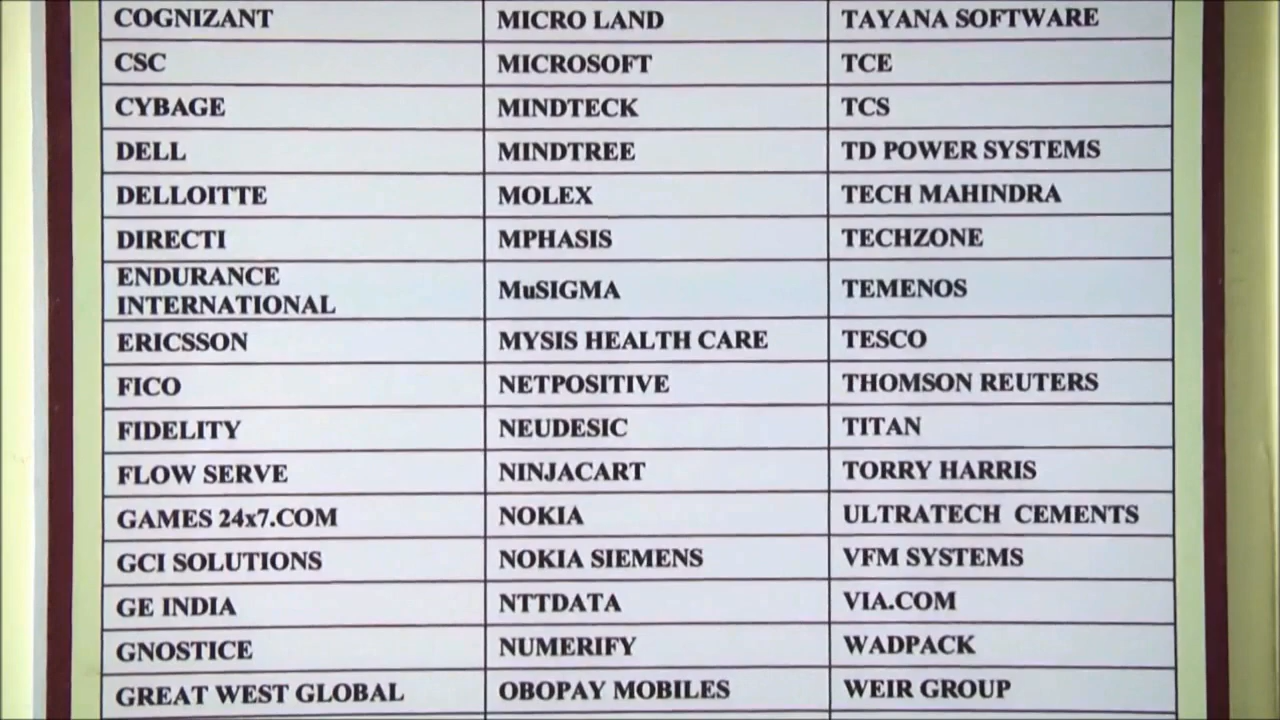 COGNIZANT MICRO LAND TAYANA SOFTWARE
CSC MICROSOFT TCE
CYBAGE MINDTECK TCS
DELL MINDTREE TD POWER SYSTEMS
DELLOITTE MOLEX TECH MAHINDRA
DIRECTI MPHASIS TECHZONE
ENDURANCE
INTERNATIONAL MuSIGMA TEMENOS
ERICSSON MYSIS HEALTH CARE TESCO
FICO NETPOSITIVE THOMSON REUTERS
FIDELITY NEUDESIC TITAN
FLOW SERVE NINJACART TORRY HARRIS
GAMES 24x7.COM NOKIA ULTRATECH CEMENTS
GCI SOLUTIONS NOKIA SIEMENS VFM SYSTEMS
GE INDIA NTTDATA VIA.COM
GNOSTICE NUMERIFY WADPACK
GREAT WEST GLOBAL OBOPAY MOBILES WEIR GROUP